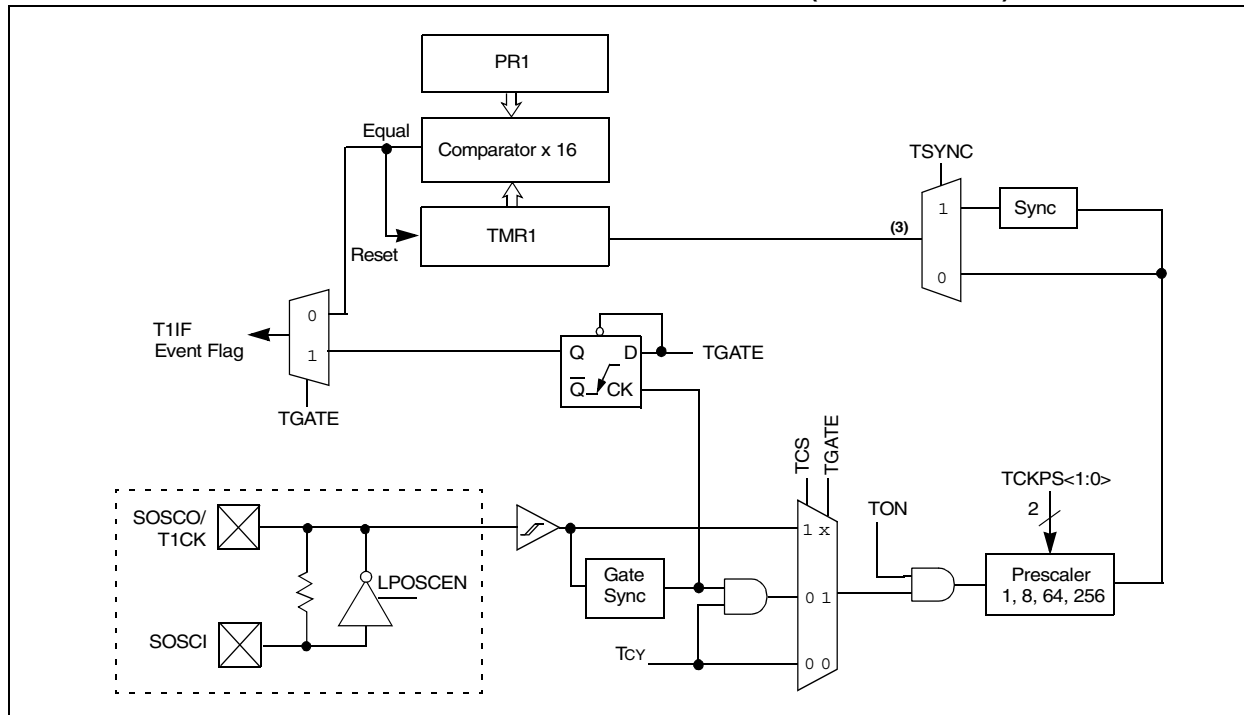 PR1
Equal
Comparator x 16
TSYNC
1
Sync
(3)
TMR1
Reset
0
0
T1IF
Event Flag
1
Q
D
TGATE
Q̅
CK
TGATE
TCS
TGATE
TCKPS<1:0>
2
SOSCO/
T1CK
1 x
TON
LPOSCEN
Gate
Sync
0 1
Prescaler
1, 8, 64, 256
SOSCI
TCY
0 0